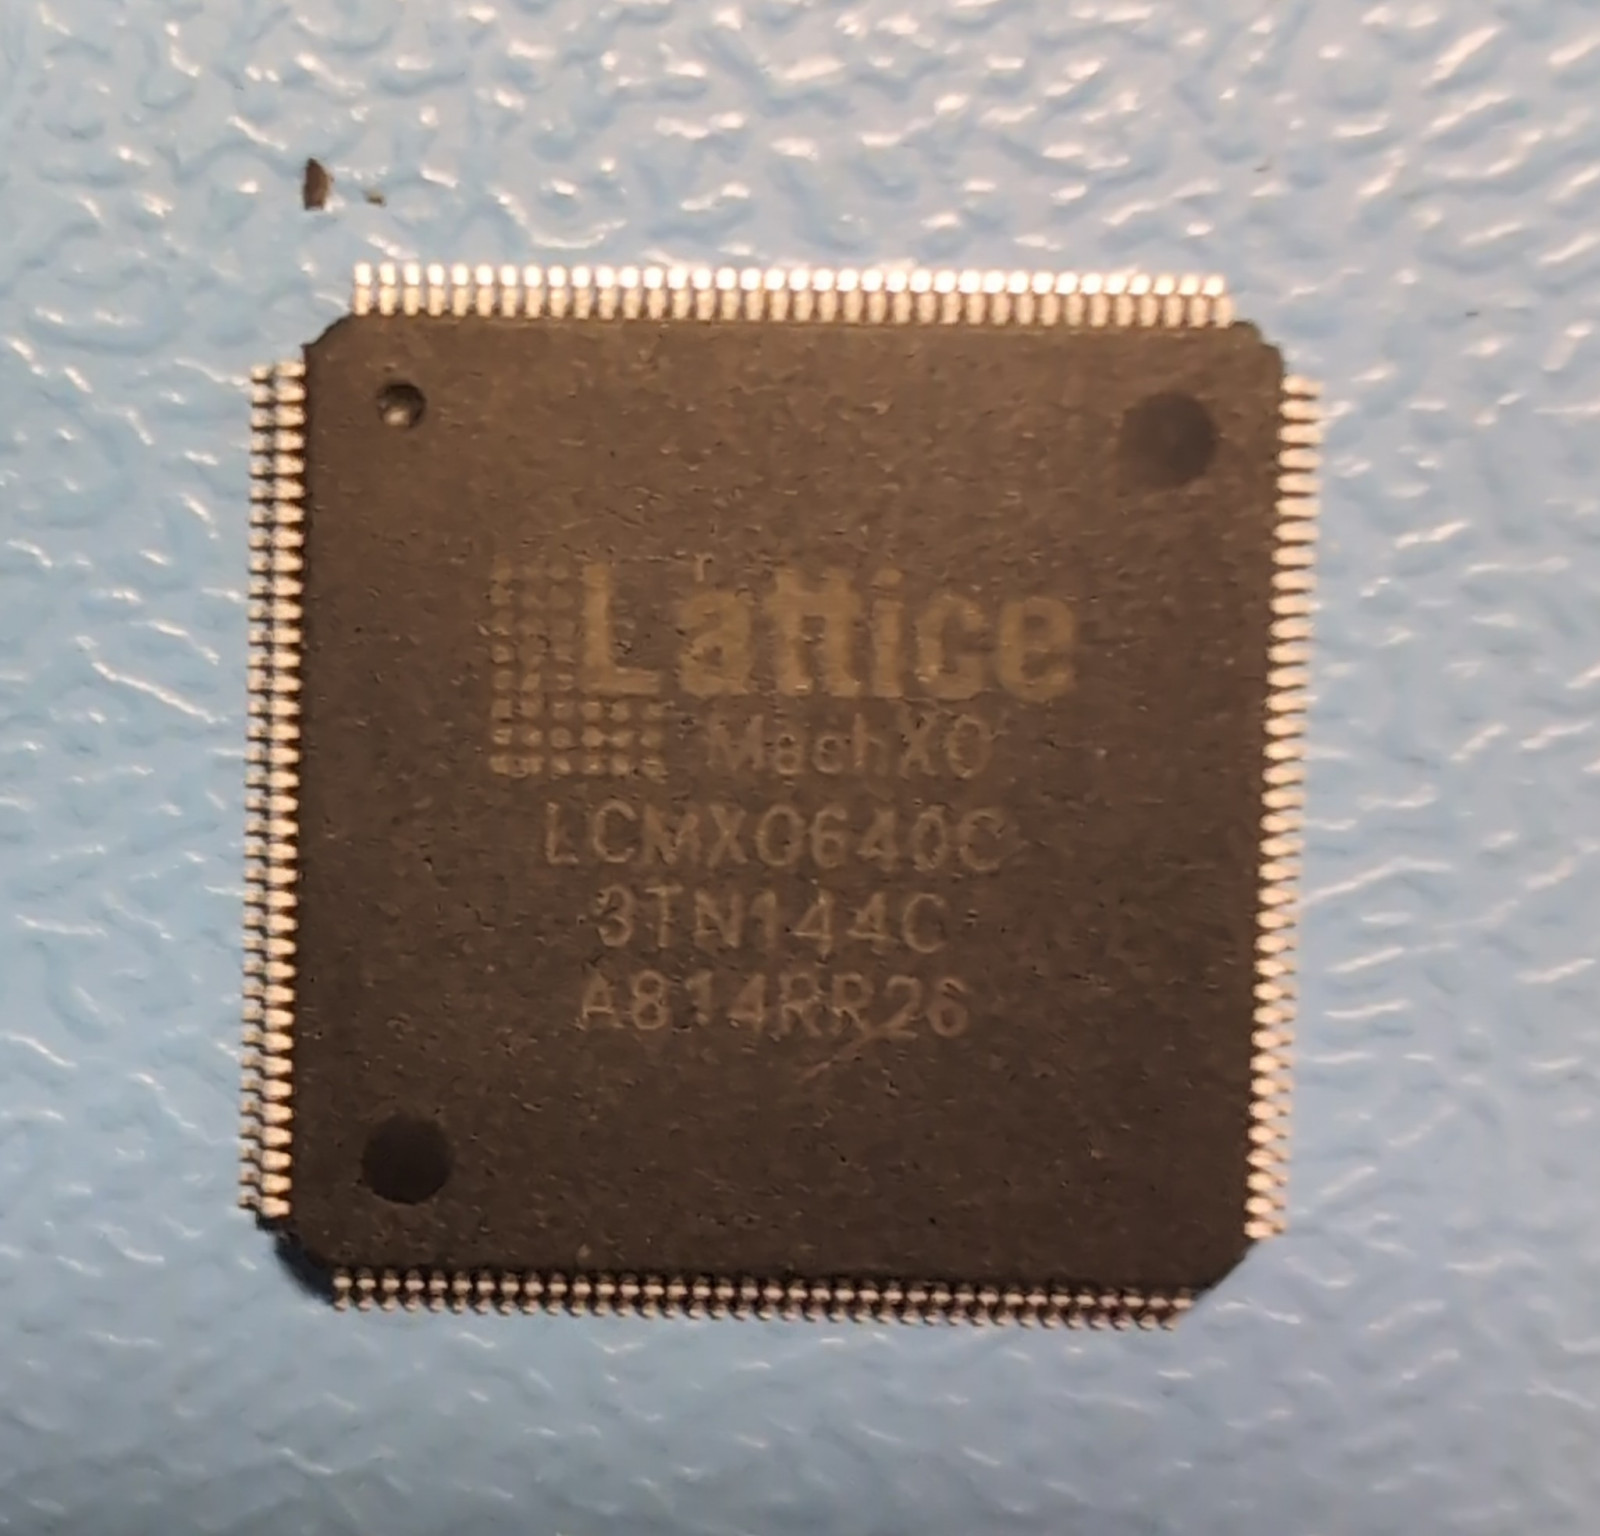 Lattice
MachXO
LCMXO640C
3TN144C
A814RR26